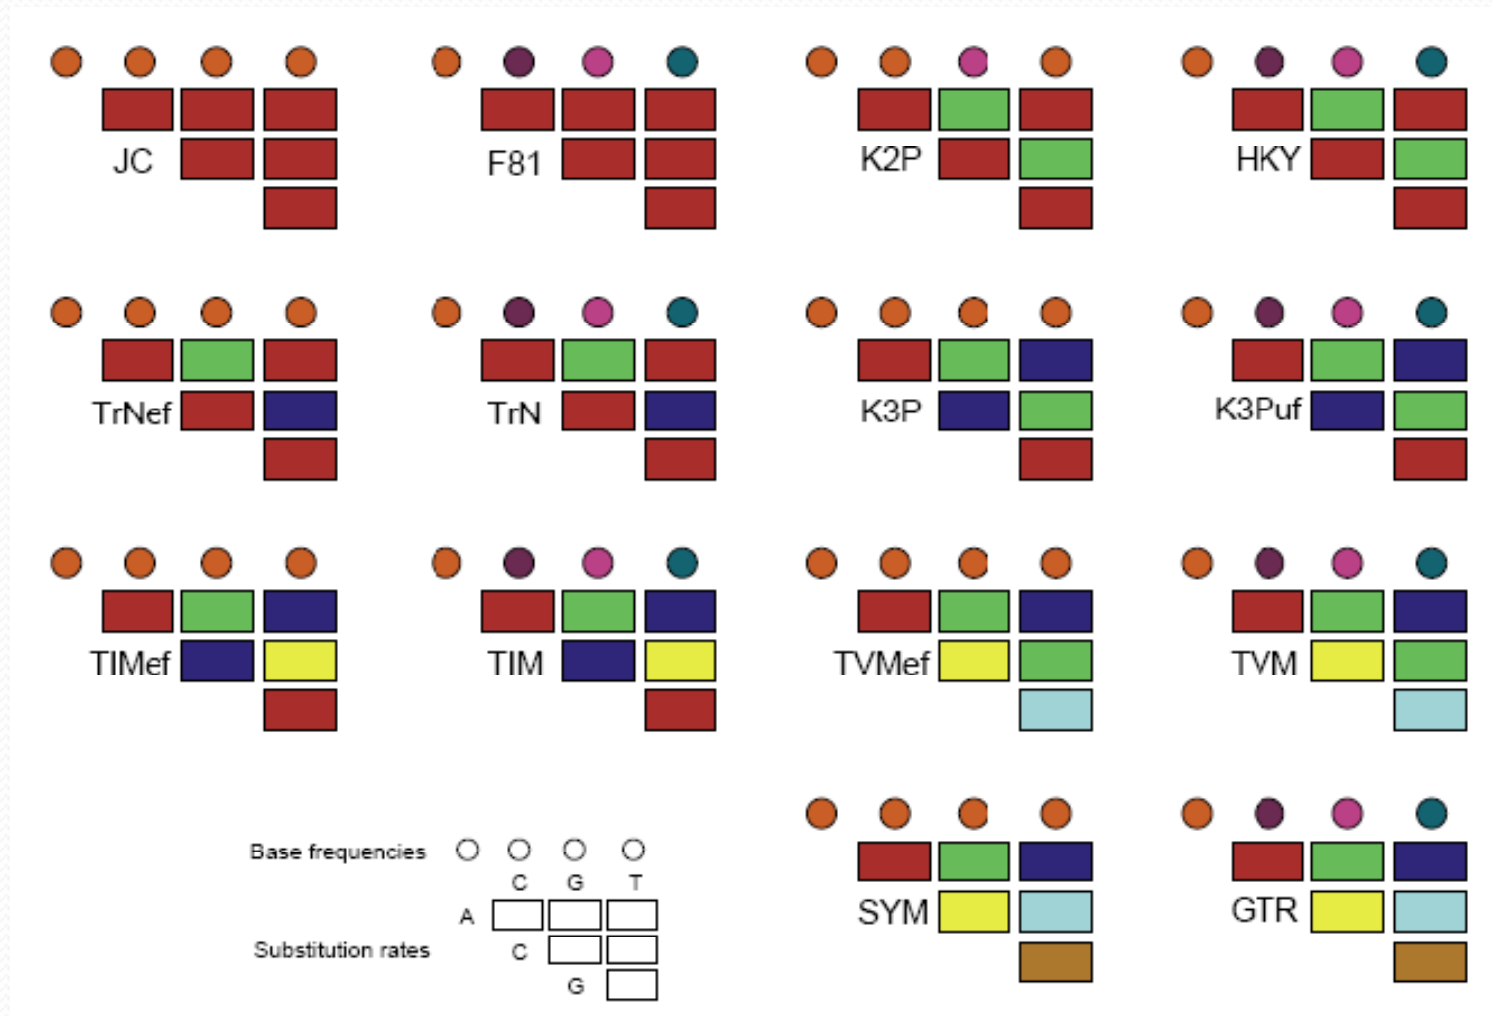 JC
F81
K2P
HKY
TrNef
TrN
K3P
K3Puf
TIMef
TIM
TVMef
TVM
SYM
GTR
Base frequencies
C G T
A
Substitution rates
C
G